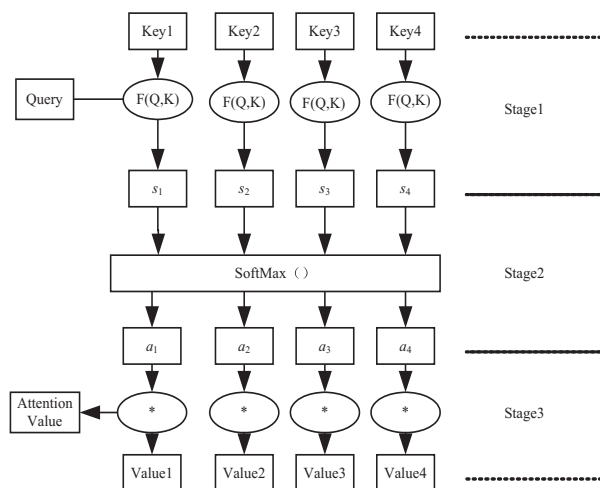 Key1 Key2 Key3 Key4
Query F(Q,K) F(Q,K) F(Q,K) F(Q,K) Stage1
s1 s2 s3 s4
SoftMax （）
Stage2
a1 a2 a3 a4
Attention
Value
* * * * Stage3
Value1 Value2 Value3 Value4